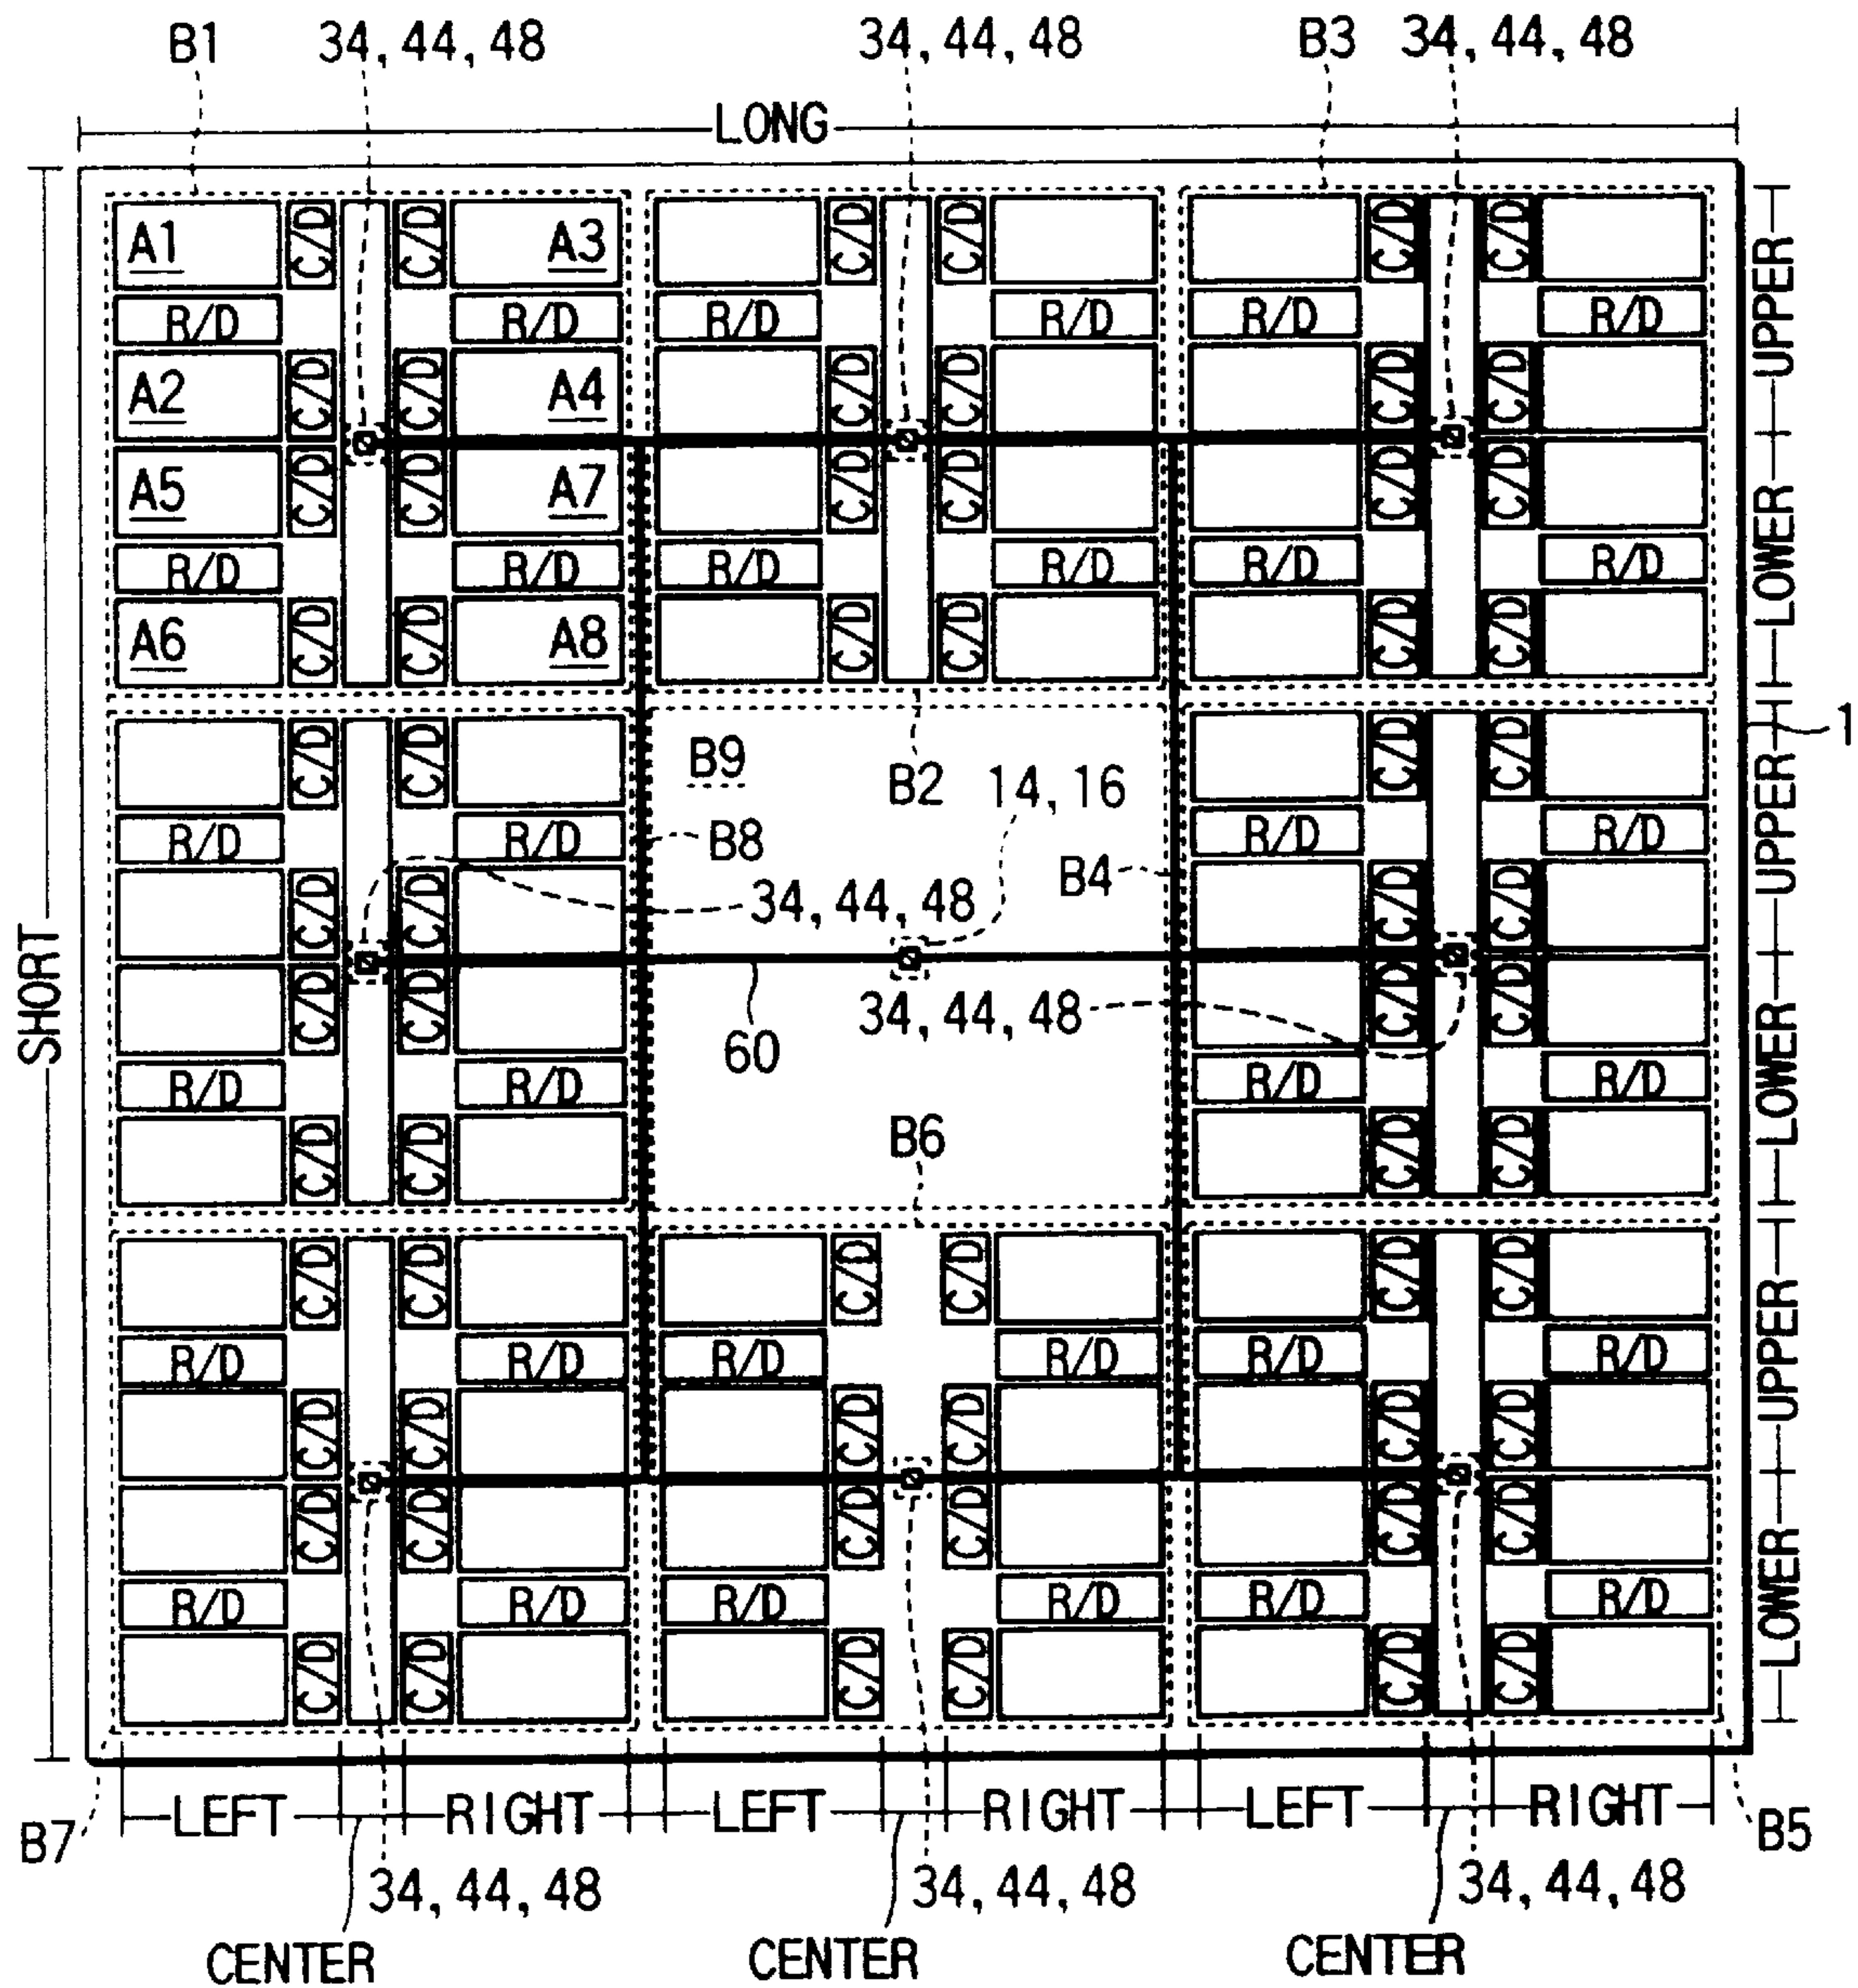 B1 34, 44, 48 34, 44, 48 B3 34, 44, 48
LONG
A1 C/D C/D A3 C/D C/D C/D C/D
R/D R/D R/D R/D R/D R/D
UPPER
A2 C/D C/D A4 C/D C/D C/D C/D
A5 C/D C/D A7 C/D C/D C/D C/D
R/D R/D R/D R/D R/D R/D
LOWER
A6 C/D C/D A8 C/D C/D C/D C/D
1
C/D C/D B9 B2 14, 16 C/D C/D
R/D R/D B8 B4 R/D R/D
UPPER
C/D C/D 34, 44, 48 C/D C/D
SHORT
C/D C/D 60 34, 44, 48 C/D C/D
R/D R/D R/D R/D
LOWER
C/D C/D B6 C/D C/D
C/D C/D C/D C/D C/D C/D
R/D R/D R/D R/D R/D R/D
UPPER
C/D C/D C/D C/D C/D C/D
C/D C/D C/D C/D C/D C/D
R/D R/D R/D R/D R/D R/D
LOWER
C/D C/D C/D C/D C/D C/D
B7 LEFT RIGHT LEFT RIGHT LEFT RIGHT B5
34, 44, 48 34, 44, 48 34, 44, 48
CENTER CENTER CENTER